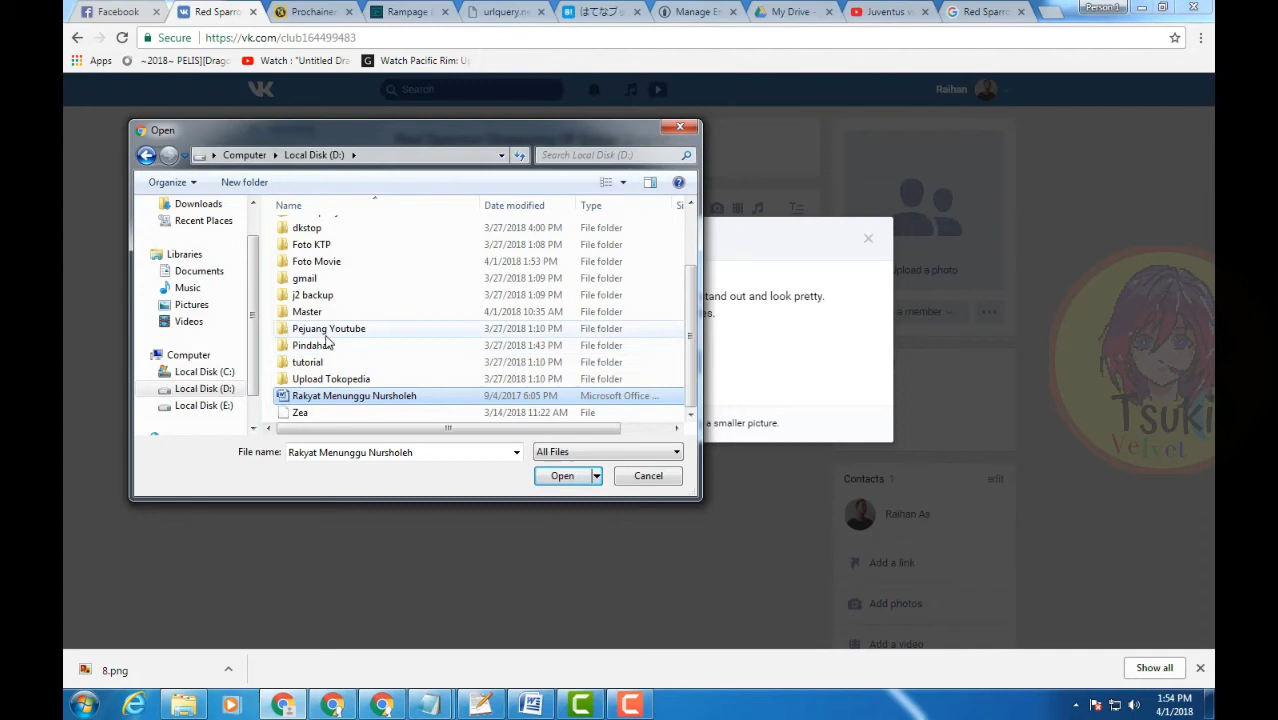 Facebook
Red Sparro
Prochaine
Rampage (
urlquery.ne
はてなブッ
Manage E
My Drive -
Juventus v
Red Sparro
Person 1
Secure
https://vk.com/club164499483
Apps
~2018~ PELIS][Drag
Watch : "Untitled Dra
Watch Pacific Rim: U
Search
Raihan
Open
Computer
Local Disk (D:)
Search Local Disk (D:)
Organize
New folder
Name
Date modified
Type
Si
Downloads
Recent Places
Libraries
Documents
Music
Pictures
Videos
Computer
Local Disk (C:)
Local Disk (D:)
Local Disk (E:)
dkstop
3/27/2018 4:00 PM
File folder
Foto KTP
3/27/2018 1:08 PM
File folder
Foto Movie
4/1/2018 1:53 PM
File folder
gmail
3/27/2018 1:09 PM
File folder
j2 backup
3/27/2018 1:09 PM
File folder
Master
4/1/2018 10:35 AM
File folder
Pejuang Youtube
3/27/2018 1:10 PM
File folder
Pindaha
3/27/2018 1:43 PM
File folder
tutorial
3/27/2018 1:10 PM
File folder
Upload Tokopedia
3/27/2018 1:10 PM
File folder
Rakyat Menunggu Nursholeh
9/4/2017 6:05 PM
Microsoft Office ...
Zea
3/14/2018 11:22 AM
File
File name:
Rakyat Menunggu Nursholeh
All Files
Open
Cancel
tand out and look pretty.
es.
a smaller picture.
pload a photo
a member
Tsuki
Velvet
Contacts 1
edit
Raihan As
Add a link
Add photos
Add a video
8.png
Show all
1:54 PM
4/1/2018